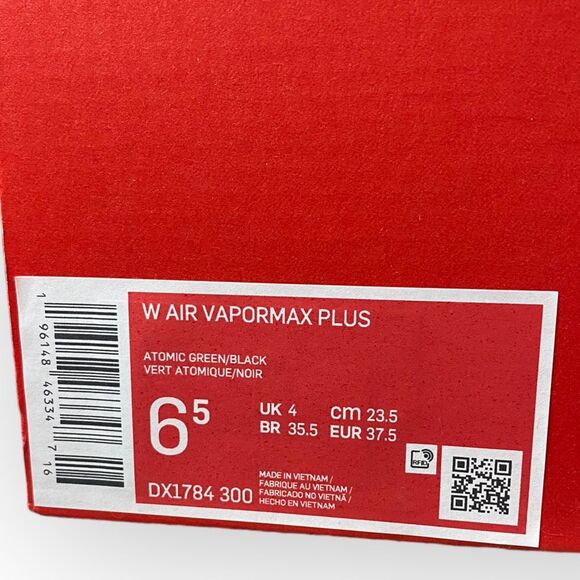 W AIR VAPORMAX PLUS
ATOMIC GREEN/BLACK
VERT ATOMIQUE/NOIR
6⁵
UK 4 cm 23.5
BR 35.5 EUR 37.5
RFID
DX1784 300
MADE IN VIETNAM /
FABRIQUE AU VIETNAM /
FABRICADO NO VIETNÃ /
HECHO EN VIETNAM
1 96148 46334 7 16